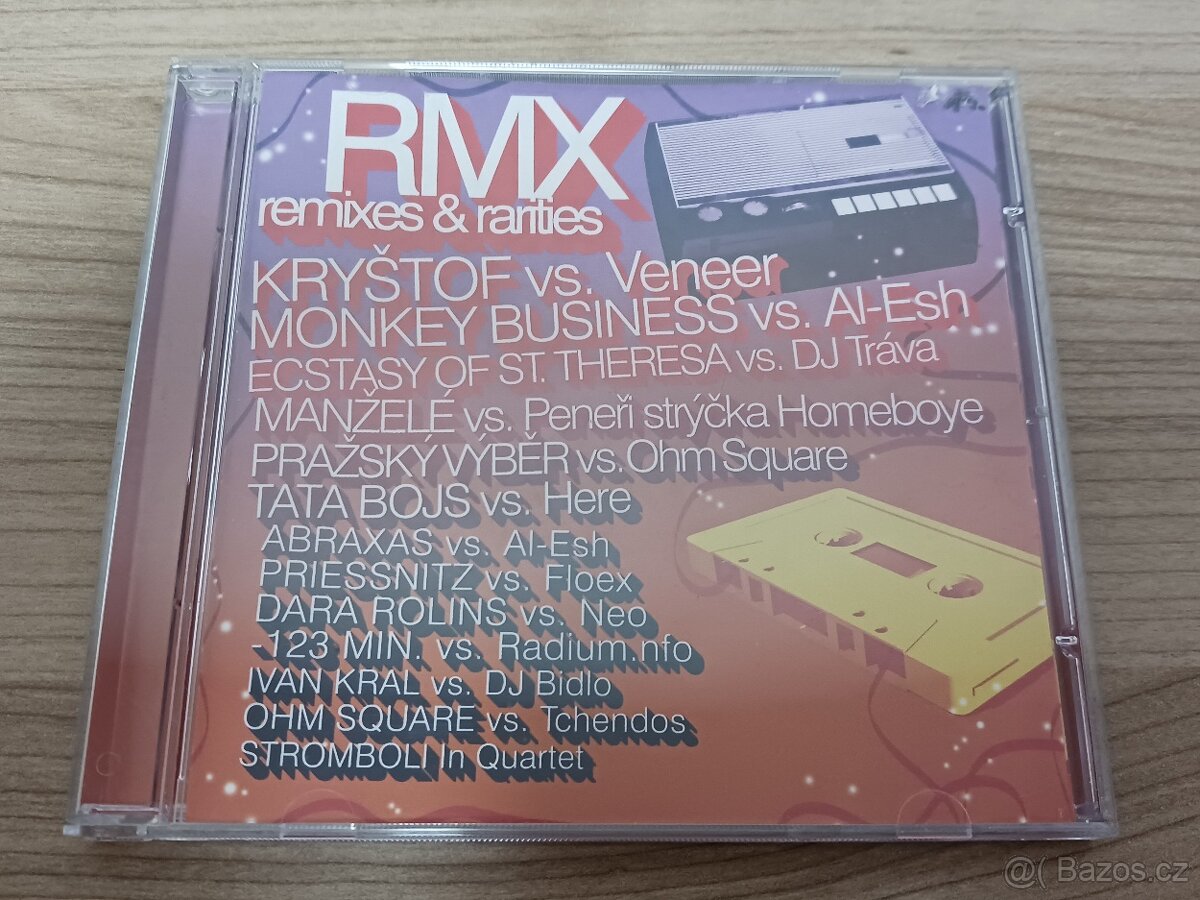 RMX
remixes & rarities
KRYŠTOF vs. Veneer
MONKEY BUSINESS vs. Al-Esh
ECSTASY OF ST. THERESA vs. DJ Tráva
MANŽELÉ vs. Peneři strýčka Homeboye
PRAŽSKÝ VÝBĚR vs. Ohm Square
TATA BOJS vs. Here
ABRAXAS vs. Al-Esh
PRIESSNITZ vs. Floex
DARA ROLINS vs. Neo
-123 MIN. vs. Radium.nfo
IVAN KRAL vs. DJ Bidlo
OHM SQUARE vs. Tchendos
STROMBOLI In Quartet
Bazos.cz